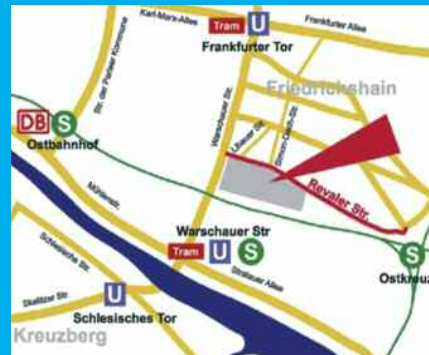 Karl-Marx-Allee
Frankfurter Allee
Tram U
Frankfurter Tor
Str. der Pariser Kommune
Warschauer Str.
Friedrichshain
Libauer Str.
Simon-Dach-Str.
DB S
Ostbahnhof
Revaler Str.
Mühlenstr.
Warschauer Str
Tram U S
S
Ostkreuz
Schlesische Str.
Stralauer Allee
Skalitzer Str.
U
Schlesisches Tor
Kreuzberg